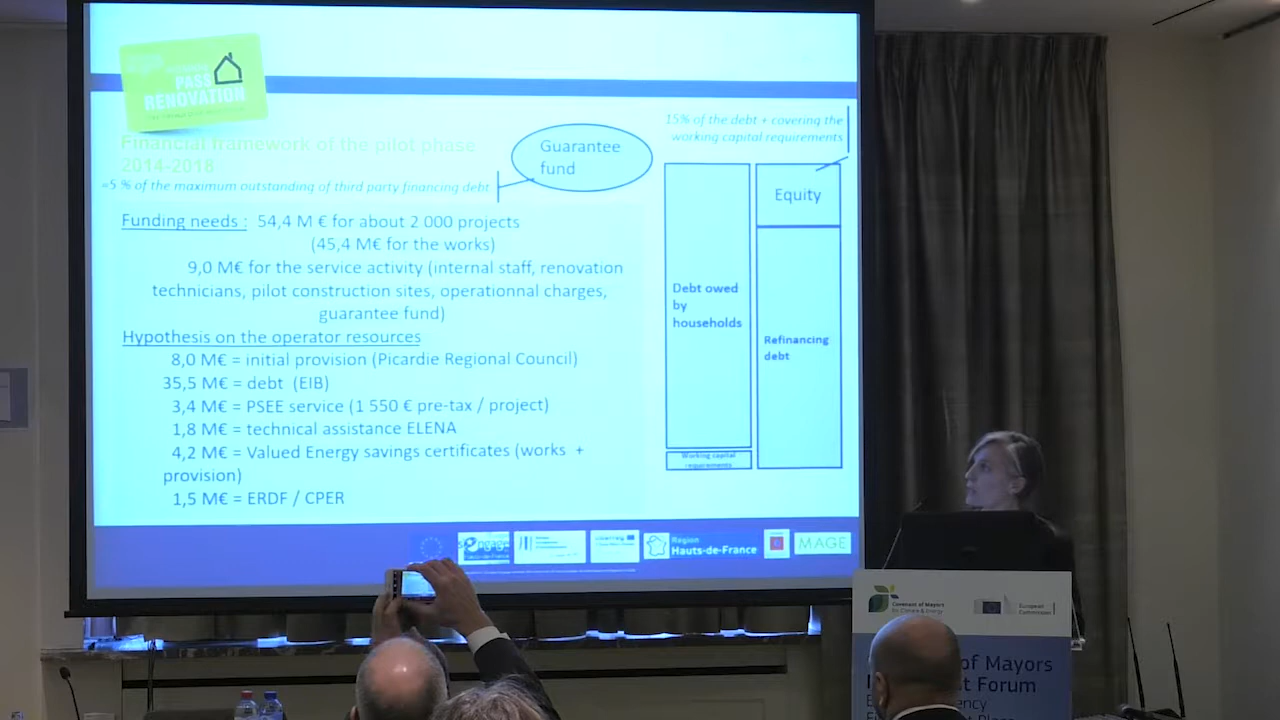 PASS
RENOVATION
Financial framework of the pilot phase
2014-2018
≈5 % of the maximum outstanding of third party financing debt
Guarantee
fund
15% of the debt + covering the
working capital requirements
Funding needs : 54,4 M € for about 2 000 projects
(45,4 M€ for the works)
9,0 M€ for the service activity (internal staff, renovation
technicians, pilot construction sites, operationnal charges,
guarantee fund)
Hypothesis on the operator resources
8,0 M€ = initial provision (Picardie Regional Council)
35,5 M€ = debt (EIB)
3,4 M€ = PSEE service (1 550 € pre-tax / project)
1,8 M€ = technical assistance ELENA
4,2 M€ = Valued Energy savings certificates (works +
provision)
1,5 M€ = ERDF / CPER
Debt owed
by
households
Working capital
requirements
Equity
Refinancing
debt
Region
Hauts-de-France
MAGE
Covenant of Mayors
for Climate & Energy
European
Commission
of Mayors
t Forum